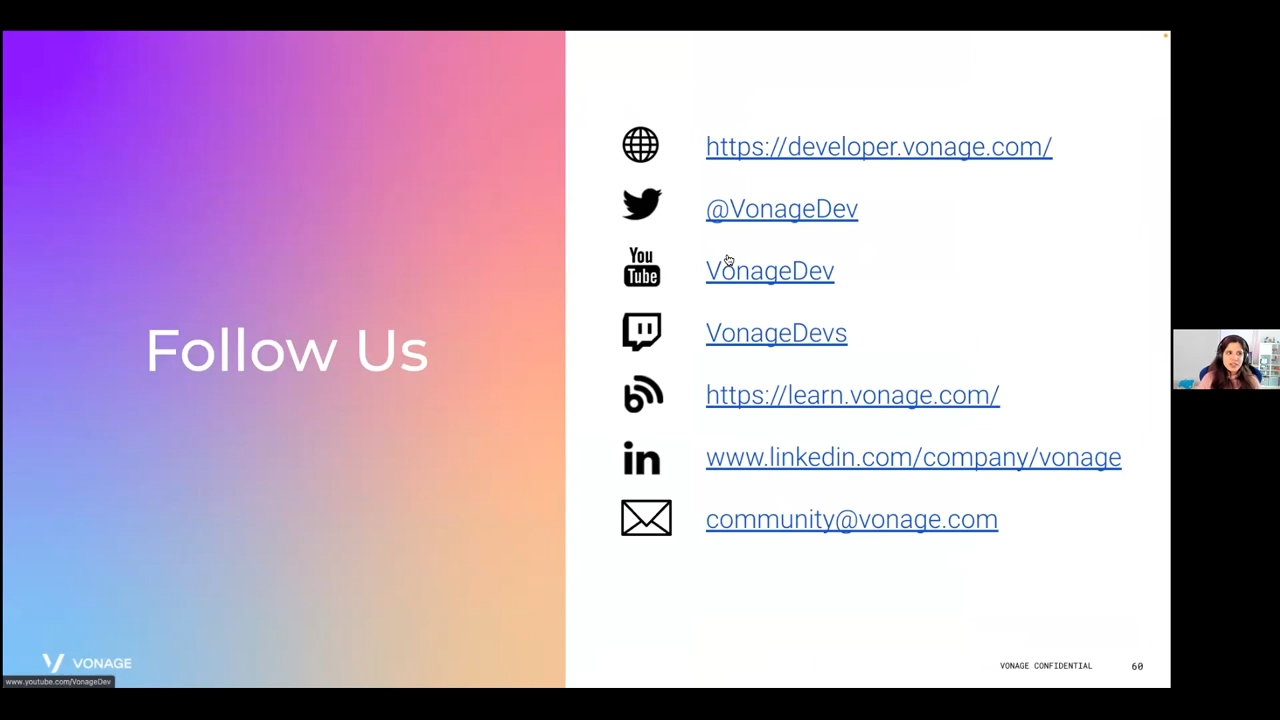 Follow Us
https://developer.vonage.com/
@VonageDev
You
Tube
VonageDev
VonageDevs
https://learn.vonage.com/
in
www.linkedin.com/company/vonage
community@vonage.com
VONAGE
VONAGE CONFIDENTIAL
60
www.youtube.com/VonageDev